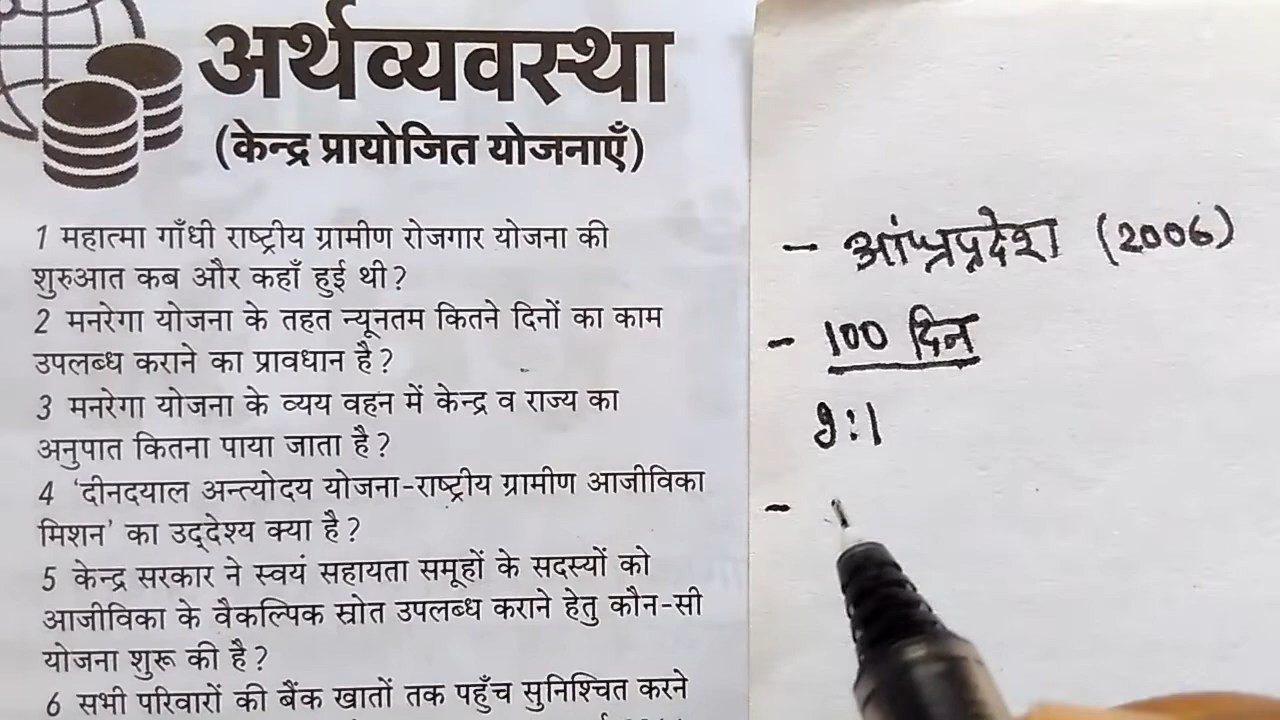 अर्थव्यवस्था
(केन्द्र प्रायोजित योजनाएँ)
1 महात्मा गाँधी राष्ट्रीय ग्रामीण रोजगार योजना की
शुरुआत कब और कहाँ हुई थी?
2 मनरेगा योजना के तहत न्यूनतम कितने दिनों का काम
उपलब्ध कराने का प्रावधान है?
3 मनरेगा योजना के व्यय वहन में केन्द्र व राज्य का
अनुपात कितना पाया जाता है?
4 'दीनदयाल अन्त्योदय योजना-राष्ट्रीय ग्रामीण आजीविका
मिशन' का उद्देश्य क्या है?
5 केन्द्र सरकार ने स्वयं सहायता समूहों के सदस्यों को
आजीविका के वैकल्पिक स्रोत उपलब्ध कराने हेतु कौन-सी
योजना शुरू की है?
6 सभी परिवारों की बैंक खातों तक पहुँच सुनिश्चित करने
- आंध्रप्रदेश (2006)
- 100 दिन
9:1
-